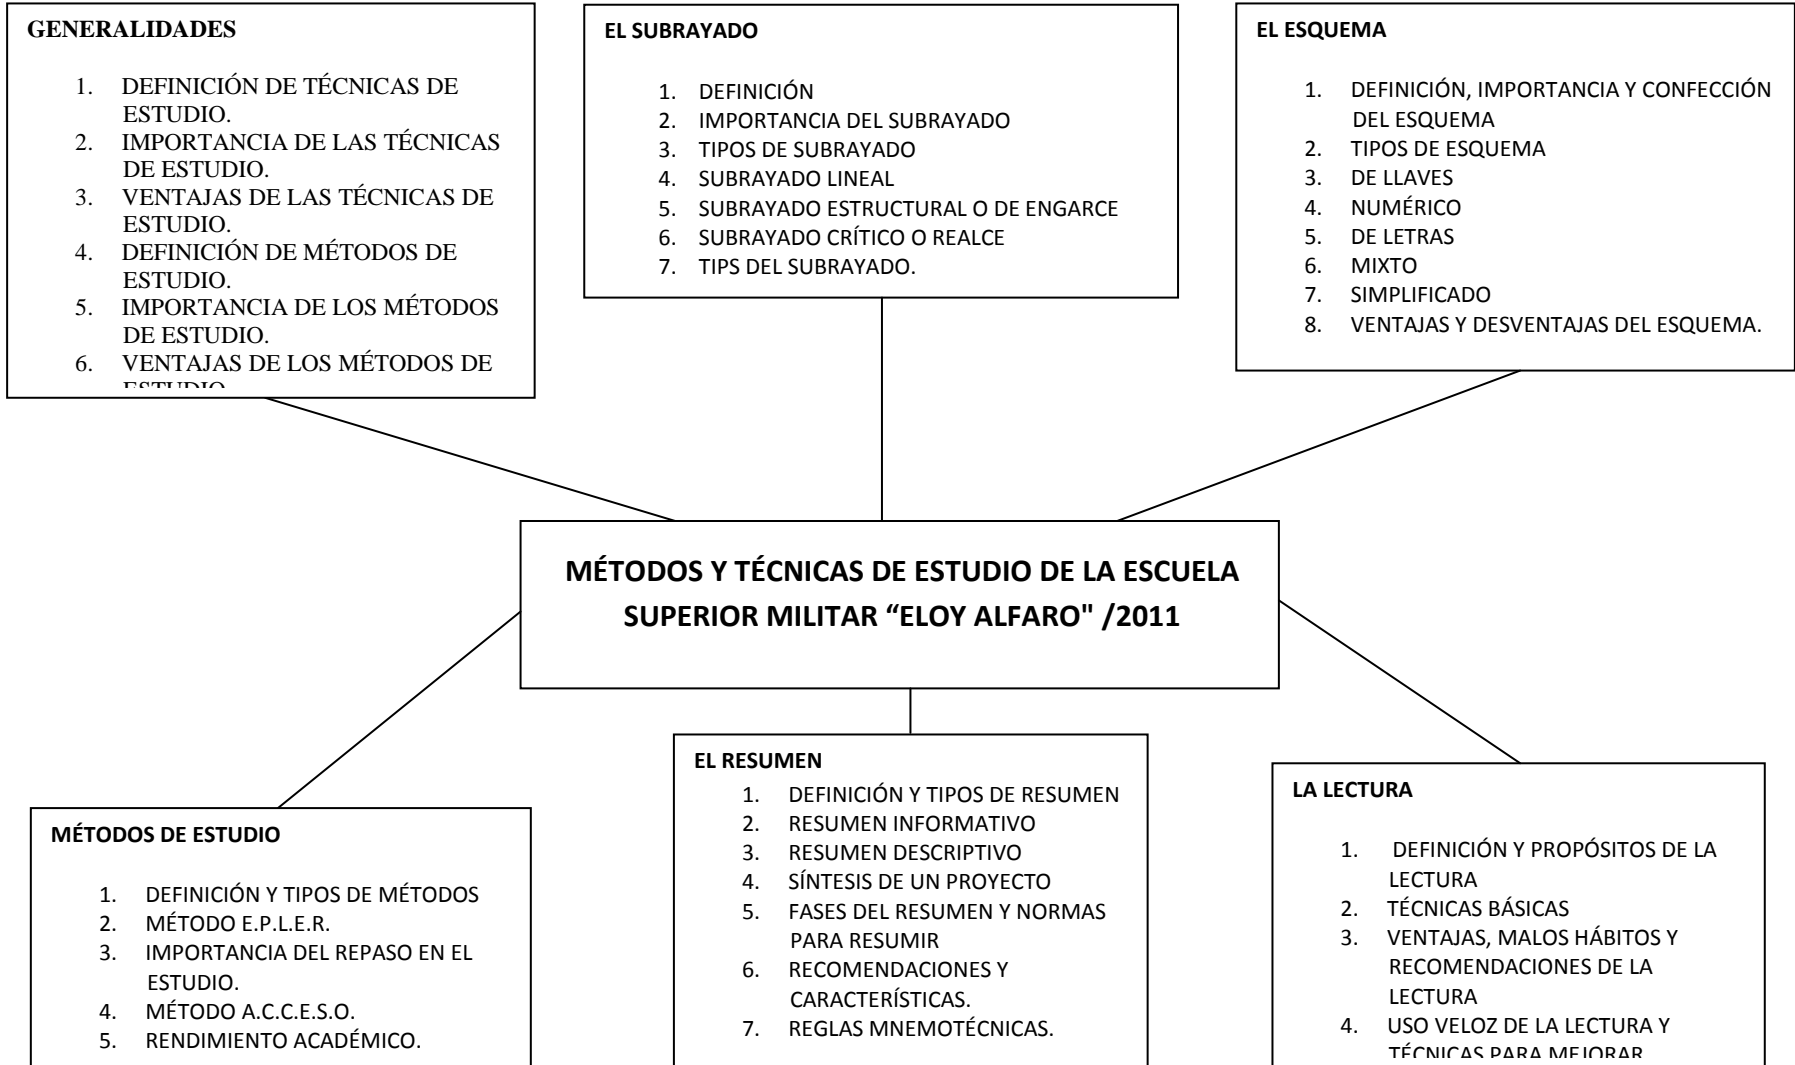 GENERALIDADES
1. DEFINICIÓN DE TÉCNICAS DE
ESTUDIO.
2. IMPORTANCIA DE LAS TÉCNICAS
DE ESTUDIO.
3. VENTAJAS DE LAS TÉCNICAS DE
ESTUDIO.
4. DEFINICIÓN DE MÉTODOS DE
ESTUDIO.
5. IMPORTANCIA DE LOS MÉTODOS
DE ESTUDIO.
6. VENTAJAS DE LOS MÉTODOS DE
ESTUDIO
EL SUBRAYADO
1. DEFINICIÓN
2. IMPORTANCIA DEL SUBRAYADO
3. TIPOS DE SUBRAYADO
4. SUBRAYADO LINEAL
5. SUBRAYADO ESTRUCTURAL O DE ENGARCE
6. SUBRAYADO CRÍTICO O REALCE
7. TIPS DEL SUBRAYADO.
EL ESQUEMA
1. DEFINICIÓN, IMPORTANCIA Y CONFECCIÓN
DEL ESQUEMA
2. TIPOS DE ESQUEMA
3. DE LLAVES
4. NUMÉRICO
5. DE LETRAS
6. MIXTO
7. SIMPLIFICADO
8. VENTAJAS Y DESVENTAJAS DEL ESQUEMA.
MÉTODOS Y TÉCNICAS DE ESTUDIO DE LA ESCUELA
SUPERIOR MILITAR “ELOY ALFARO" /2011
MÉTODOS DE ESTUDIO
1. DEFINICIÓN Y TIPOS DE MÉTODOS
2. MÉTODO E.P.L.E.R.
3. IMPORTANCIA DEL REPASO EN EL
ESTUDIO.
4. MÉTODO A.C.C.E.S.O.
5. RENDIMIENTO ACADÉMICO.
EL RESUMEN
1. DEFINICIÓN Y TIPOS DE RESUMEN
2. RESUMEN INFORMATIVO
3. RESUMEN DESCRIPTIVO
4. SÍNTESIS DE UN PROYECTO
5. FASES DEL RESUMEN Y NORMAS
PARA RESUMIR
6. RECOMENDACIONES Y
CARACTERÍSTICAS.
7. REGLAS MNEMOTÉCNICAS.
LA LECTURA
1. DEFINICIÓN Y PROPÓSITOS DE LA
LECTURA
2. TÉCNICAS BÁSICAS
3. VENTAJAS, MALOS HÁBITOS Y
RECOMENDACIONES DE LA
LECTURA
4. USO VELOZ DE LA LECTURA Y
TÉCNICAS PARA MEJORAR